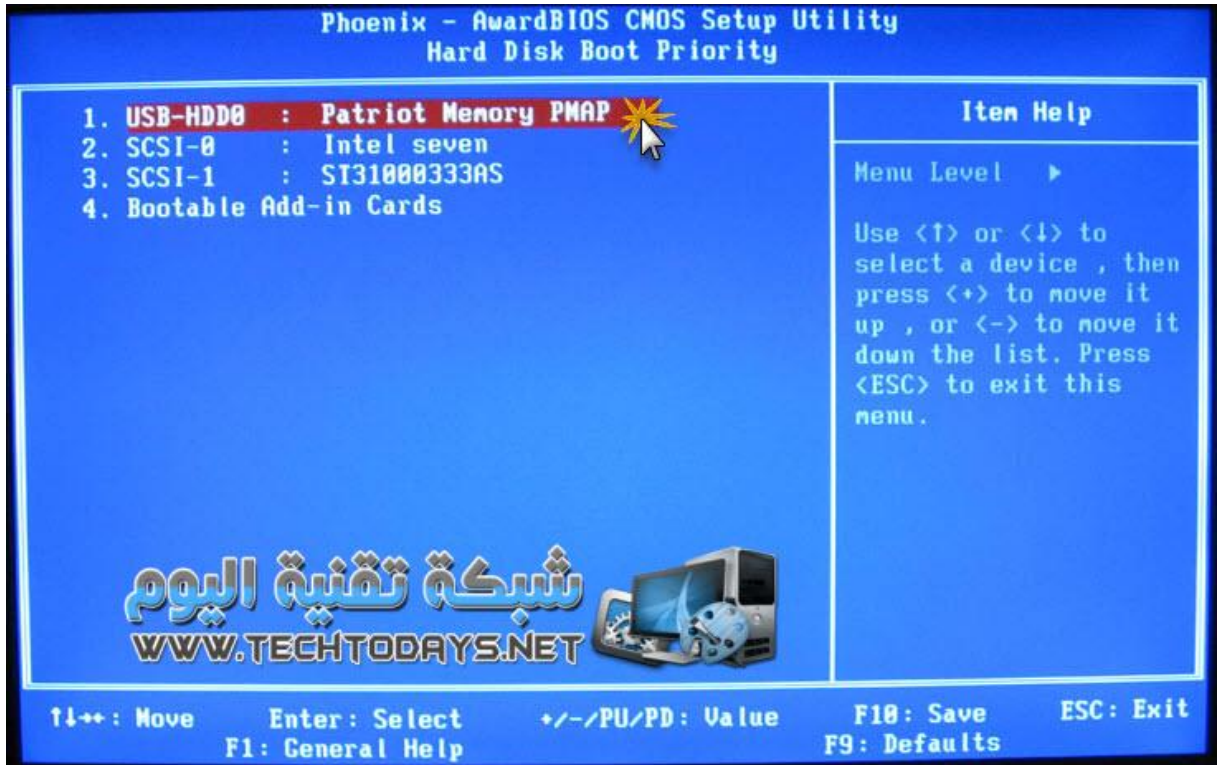 Phoenix - AwardBIOS CMOS Setup Utility
Hard Disk Boot Priority
1. USB-HDD0 : Patriot Memory PMAP
2. SCSI-0 : Intel seven
3. SCSI-1 : ST31000333AS
4. Bootable Add-in Cards
Item Help
Menu Level ▶
Use <↑> or <↓> to
select a device , then
press <+> to move it
up , or <-> to move it
down the list. Press
<ESC> to exit this
menu.
شبكة تقنية اليوم
WWW.TECHTODAYS.NET
↑↓→←: Move Enter: Select +/-/PU/PD: Value F10: Save ESC: Exit
F1: General Help F9: Defaults